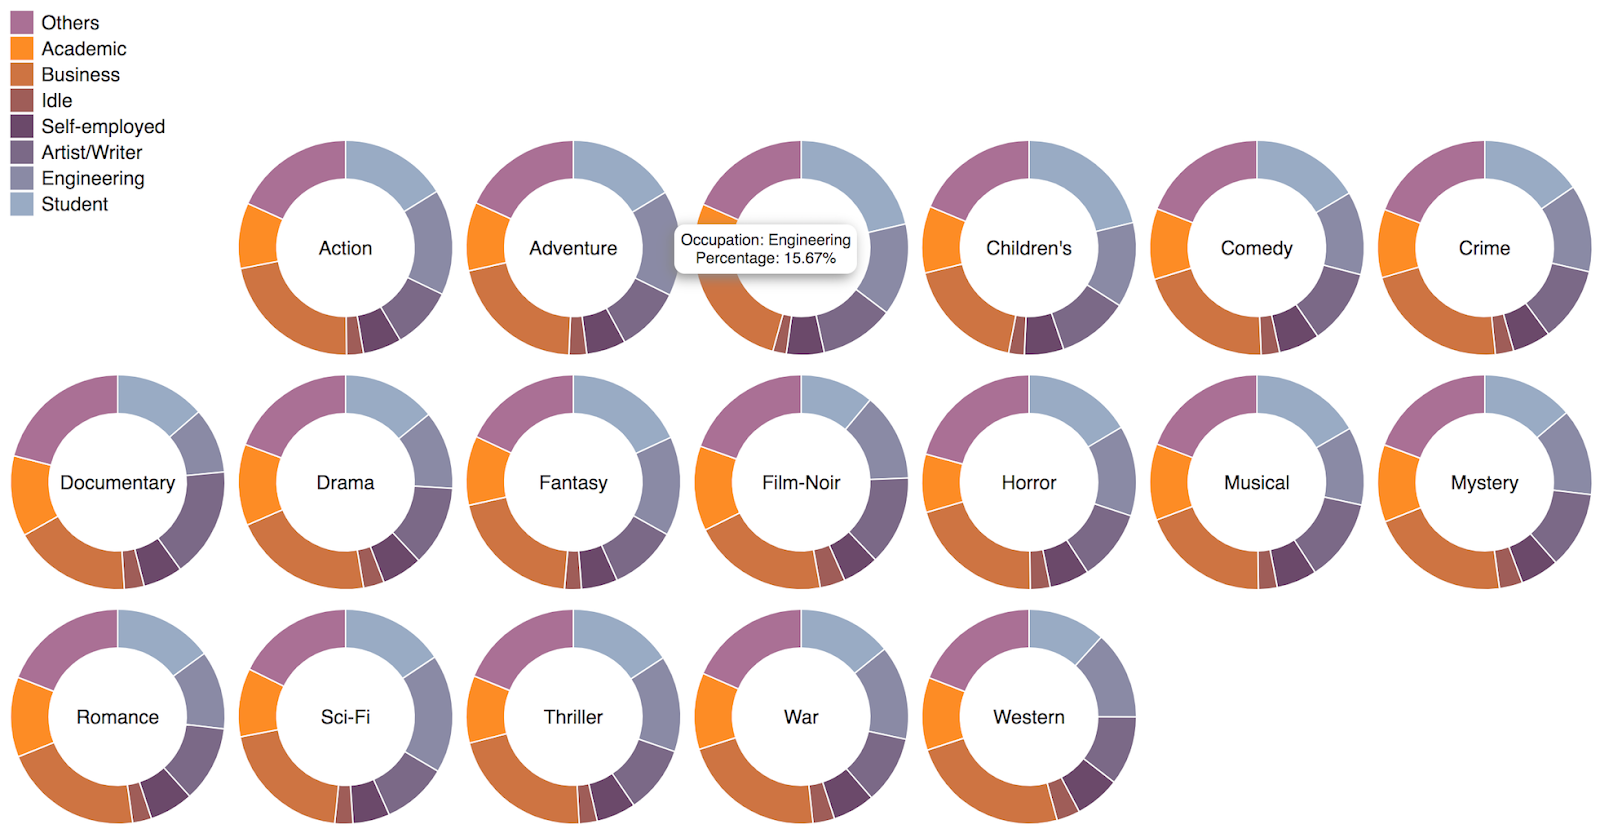 Others
Academic
Business
Idle
Self-employed
Artist/Writer
Engineering
Student
Action
Adventure
Occupation: Engineering
Percentage: 15.67%
Children's
Comedy
Crime
Documentary
Drama
Fantasy
Film-Noir
Horror
Musical
Mystery
Romance
Sci-Fi
Thriller
War
Western